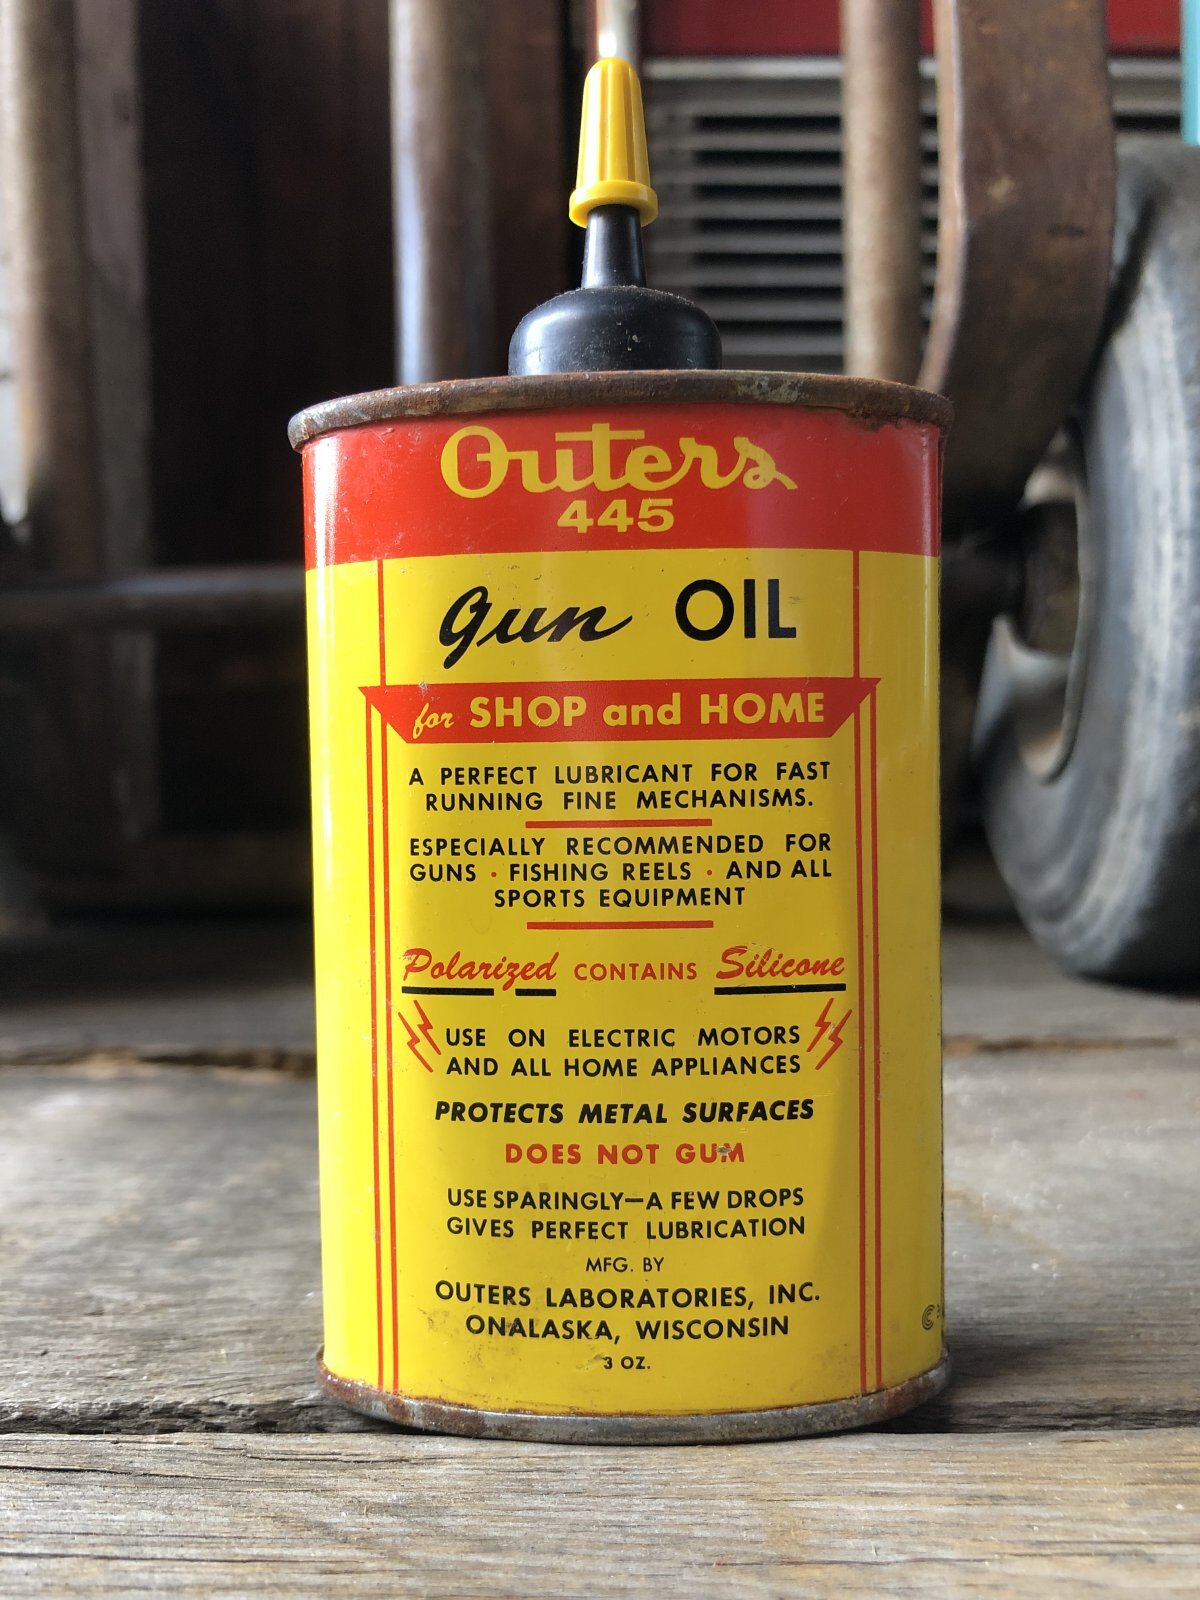 Outers
445
Gun OIL
for SHOP and HOME
A PERFECT LUBRICANT FOR FAST
RUNNING FINE MECHANISMS.
ESPECIALLY RECOMMENDED FOR
GUNS · FISHING REELS · AND ALL
SPORTS EQUIPMENT
Polarized CONTAINS Silicone
USE ON ELECTRIC MOTORS
AND ALL HOME APPLIANCES
PROTECTS METAL SURFACES
DOES NOT GUM
USE SPARINGLY—A FEW DROPS
GIVES PERFECT LUBRICATION
MFG. BY
OUTERS LABORATORIES, INC.
ONALASKA, WISCONSIN
3 OZ.